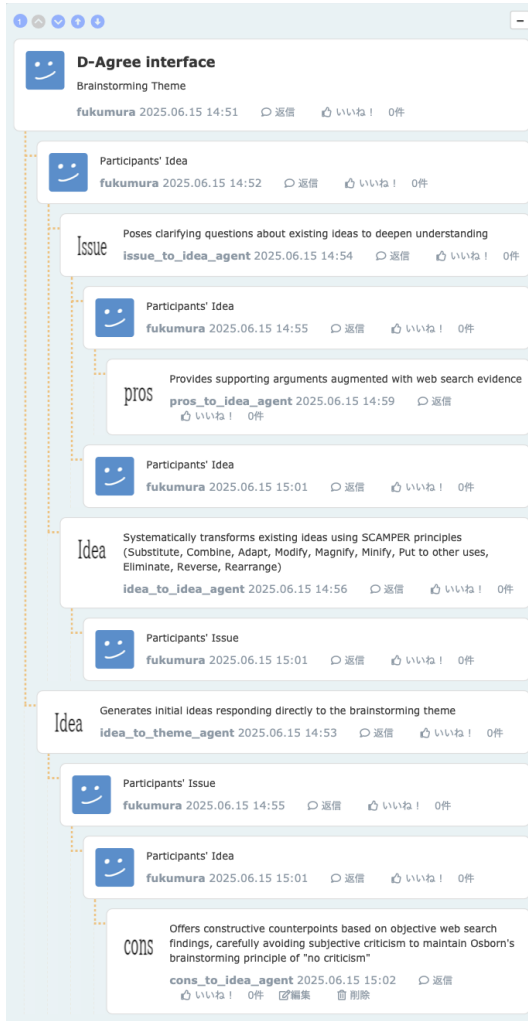 1
D-Agree interface
Brainstorming Theme
fukumura 2025.06.15 14:51 返信 いいね！ 0件
Participants' Idea
fukumura 2025.06.15 14:52 返信 いいね！ 0件
Issue
Poses clarifying questions about existing ideas to deepen understanding
issue_to_idea_agent 2025.06.15 14:54 返信 いいね！ 0件
Participants' Idea
fukumura 2025.06.15 14:55 返信 いいね！ 0件
pros
Provides supporting arguments augmented with web search evidence
pros_to_idea_agent 2025.06.15 14:59 返信
いいね！ 0件
Participants' Idea
fukumura 2025.06.15 15:01 返信 いいね！ 0件
Idea
Systematically transforms existing ideas using SCAMPER principles
(Substitute, Combine, Adapt, Modify, Magnify, Minify, Put to other uses,
Eliminate, Reverse, Rearrange)
idea_to_idea_agent 2025.06.15 14:56 返信 いいね！ 0件
Participants' Issue
fukumura 2025.06.15 15:01 返信 いいね！ 0件
Idea
Generates initial ideas responding directly to the brainstorming theme
idea_to_theme_agent 2025.06.15 14:53 返信 いいね！ 0件
Participants' Issue
fukumura 2025.06.15 14:55 返信 いいね！ 0件
Participants' Idea
fukumura 2025.06.15 15:01 返信 いいね！ 0件
cons
Offers constructive counterpoints based on objective web search
findings, carefully avoiding subjective criticism to maintain Osborn's
brainstorming principle of "no criticism"
cons_to_idea_agent 2025.06.15 15:02 返信
いいね！ 0件 編集 削除